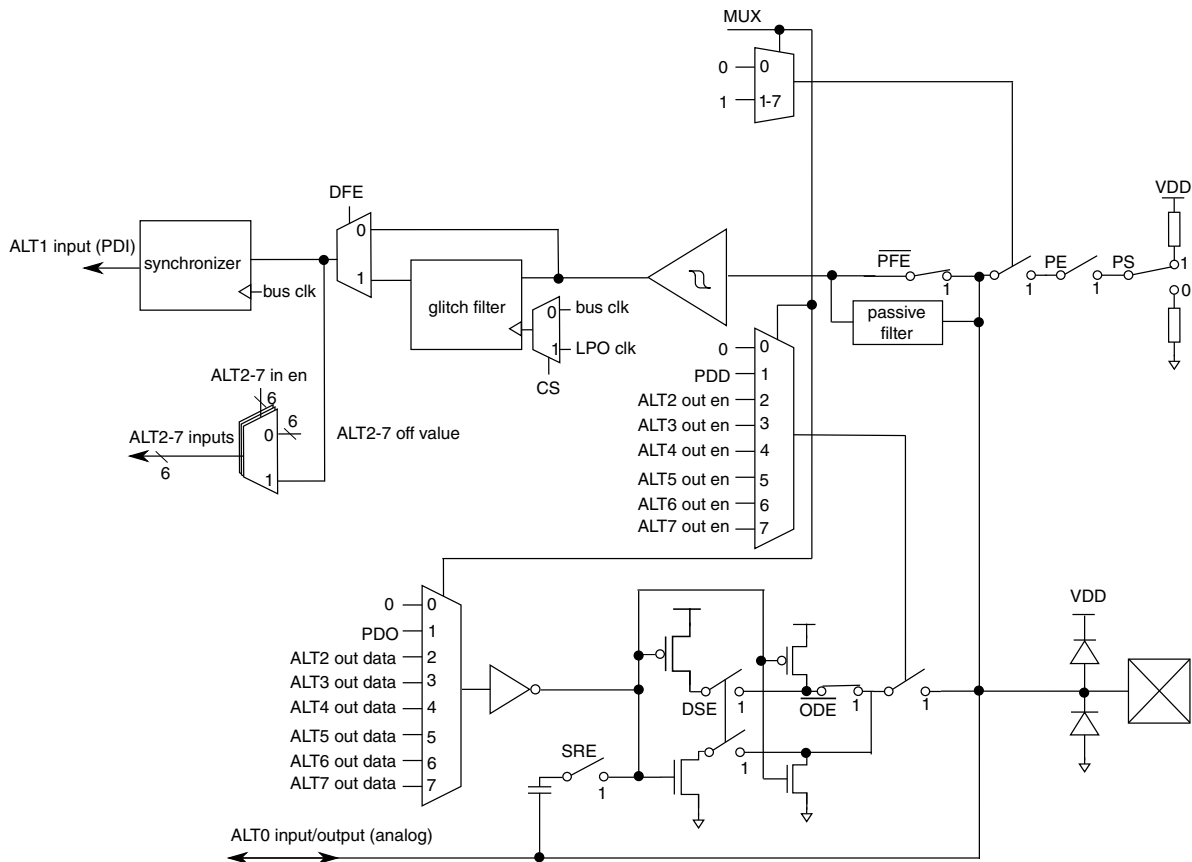 MUX
0 0
1 1-7
VDD
DFE
0
1
ALT1 input (PDI)
synchronizer
bus clk
glitch filter
0 bus clk
1 LPO clk
CS
PFE
1
1
PE
1
PS
1
0
passive
filter
ALT2-7 in en
6
0
6
ALT2-7 off value
ALT2-7 inputs
6
1
0 0
PDD 1
ALT2 out en 2
ALT3 out en 3
ALT4 out en 4
ALT5 out en 5
ALT6 out en 6
ALT7 out en 7
0 0
PDO 1
ALT2 out data 2
ALT3 out data 3
ALT4 out data 4
ALT5 out data 5
ALT6 out data 6
ALT7 out data 7
SRE
1
DSE
1
1
ODE
1
1
VDD
ALT0 input/output (analog)